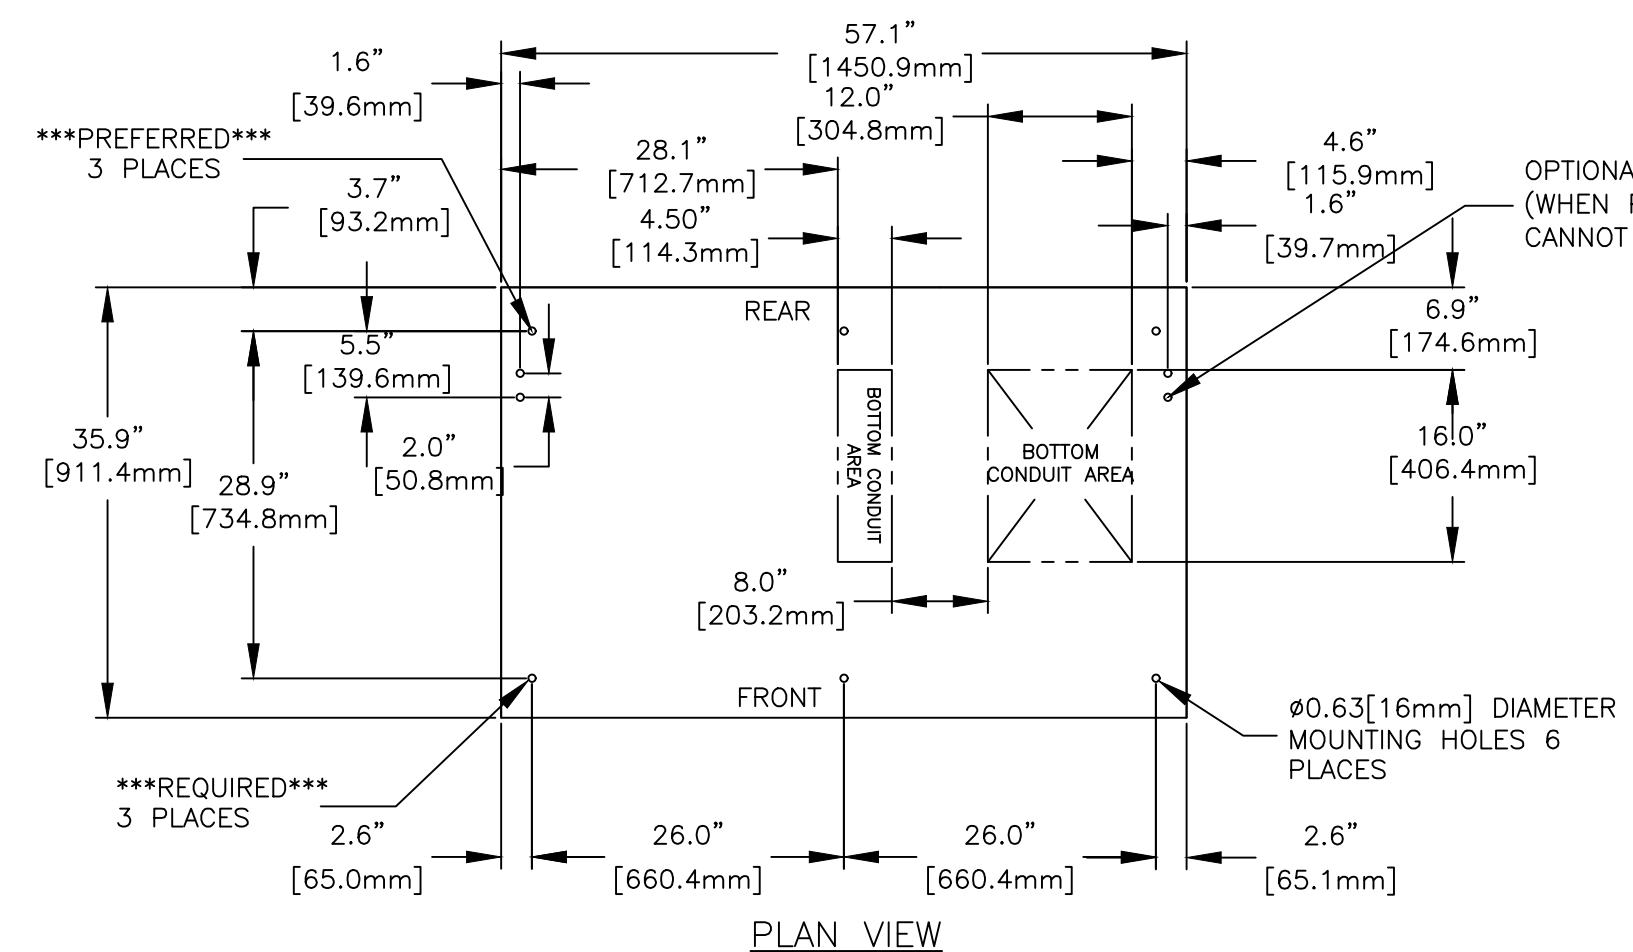 57.1”
[1450.9mm]
1.6”
[39.6mm]
12.0”
[304.8mm]
***PREFERRED***
3 PLACES
28.1”
[712.7mm]
4.6”
[115.9mm]
3.7”
[93.2mm]
4.50”
[114.3mm]
1.6”
[39.7mm]
(WHEN
CANNOT
REAR
6.9”
[174.6mm]
5.5”
[139.6mm]
35.9”
[911.4mm]
2.0”
[50.8mm]
BOTTOM CONDUIT
AREA
BOTTOM
CONDUIT AREA
16.0”
[406.4mm]
28.9”
[734.8mm]
8.0”
[203.2mm]
FRONT
ø0.63[16mm] DIAMETER
MOUNTING HOLES 6
PLACES
***REQUIRED***
3 PLACES
2.6”
[65.0mm]
26.0”
[660.4mm]
26.0”
[660.4mm]
2.6”
[65.1mm]
PLAN VIEW